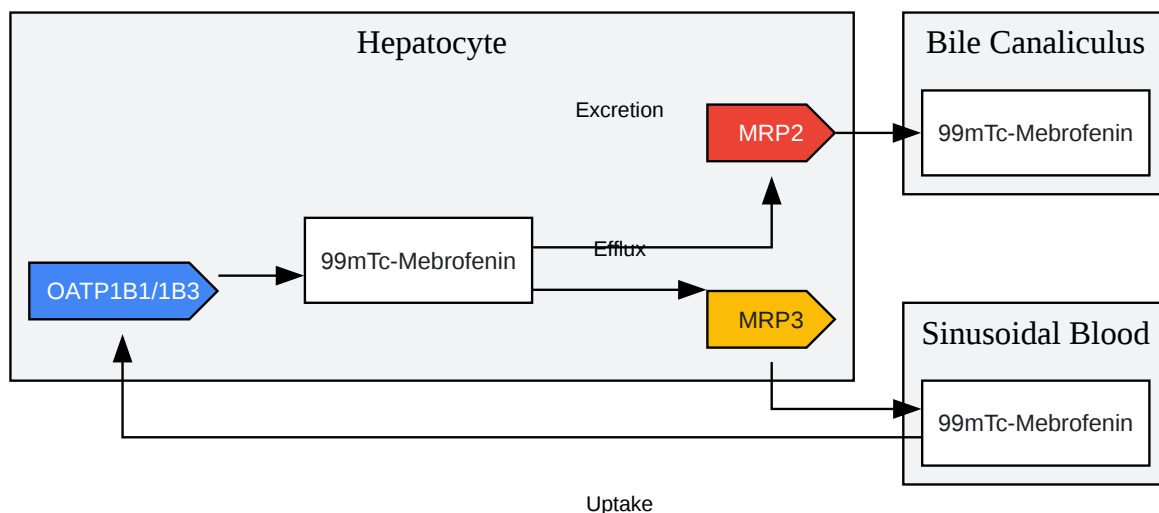 Hepatocyte
Bile Canaliculus
Excretion
MRP2
99mTc-Mebrofenin
Efflux
99mTc-Mebrofenin
OATP1B1/1B3
MRP3
Sinusoidal Blood
99mTc-Mebrofenin
Uptake